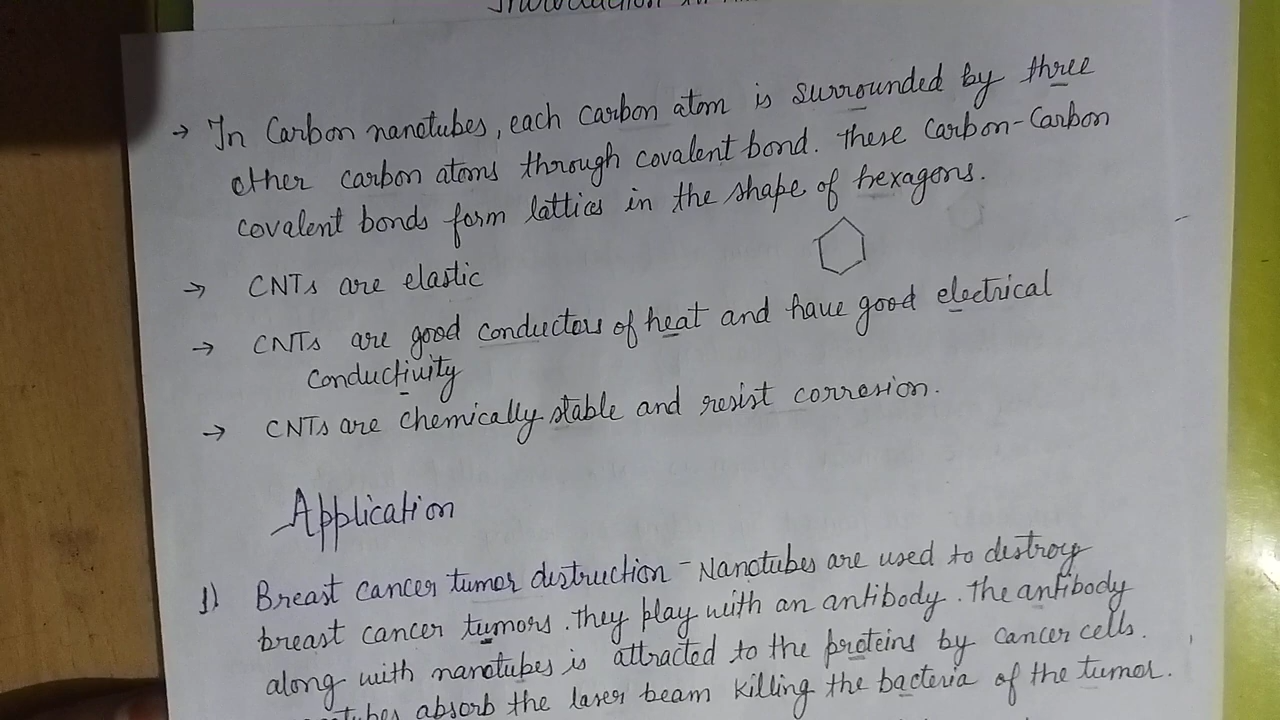 Introduction
→ In Carbon nanotubes, each carbon atom is surrounded by three
other carbon atoms through covalent bond. These Carbon-Carbon
covalent bonds form lattices in the shape of hexagons.
→ CNTs are elastic
→ CNTs are good conductors of heat and have good electrical
conductivity
→ CNTs are chemically stable and resist corrosion.
Application
1) Breast cancer tumor destruction - Nanotubes are used to destroy
breast cancer tumors. They play with an antibody. The antibody
along with nanotubes is attracted to the proteins by cancer cells.
absorb the laser beam killing the bacteria of the tumor.